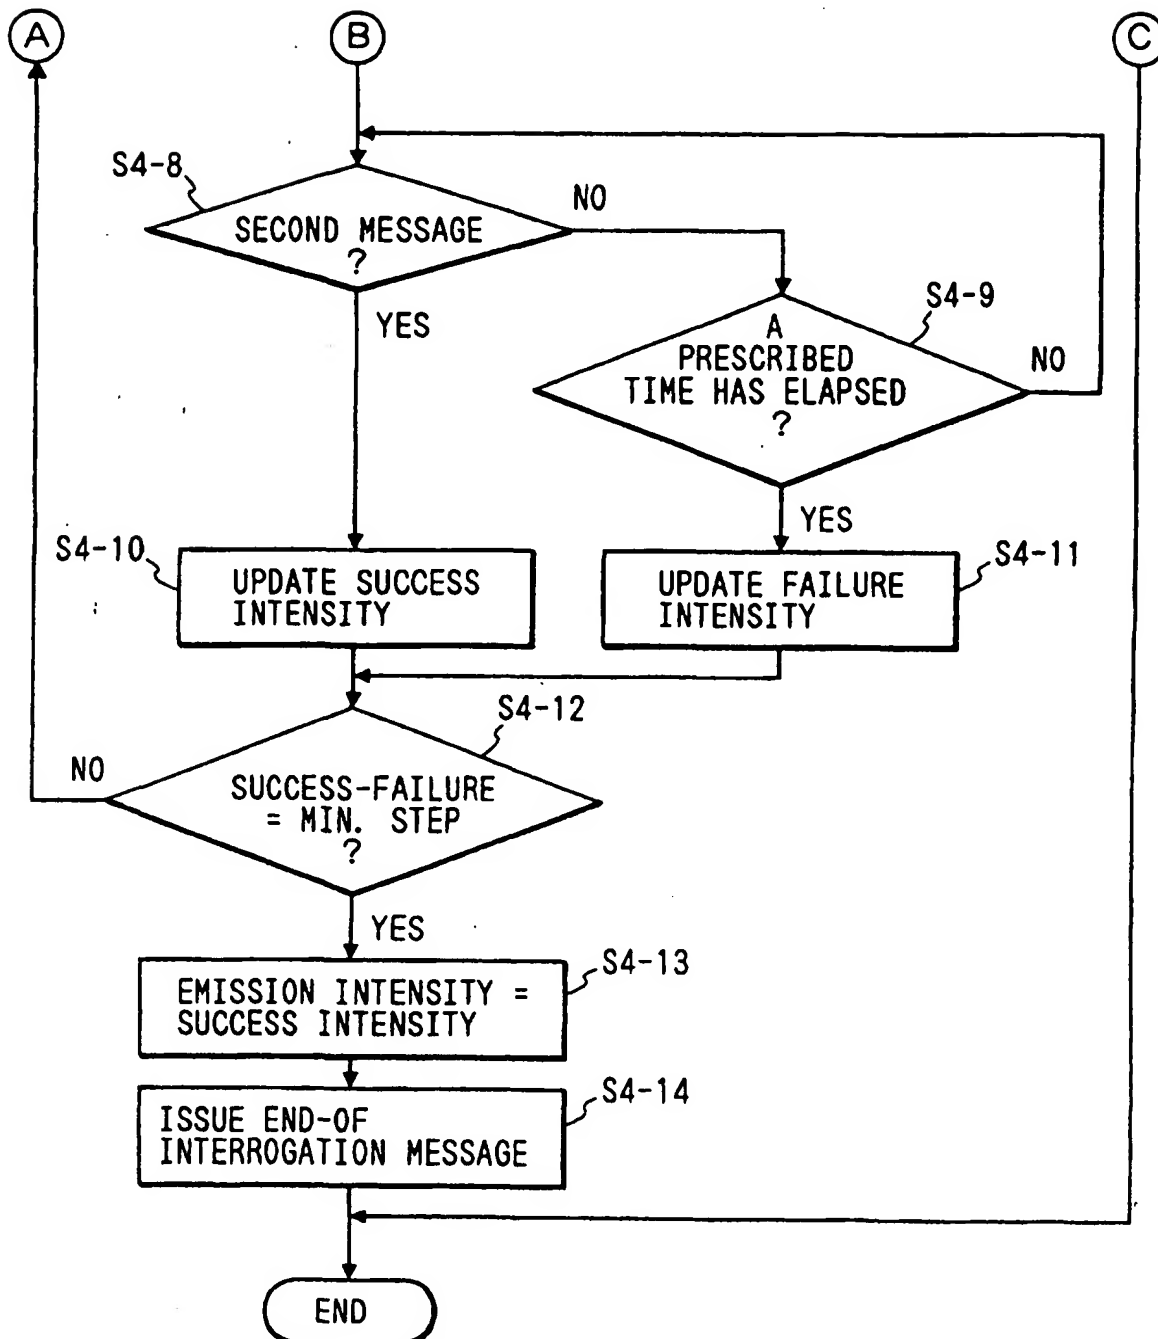 A
B
C
S4-8
SECOND MESSAGE
?
NO
YES
S4-9
A
PRESCRIBED
TIME HAS ELAPSED
?
NO
YES
S4-10
UPDATE SUCCESS
INTENSITY
S4-11
UPDATE FAILURE
INTENSITY
S4-12
NO
SUCCESS-FAILURE
= MIN. STEP
?
YES
S4-13
EMISSION INTENSITY =
SUCCESS INTENSITY
S4-14
ISSUE END-OF
INTERROGATION MESSAGE
END